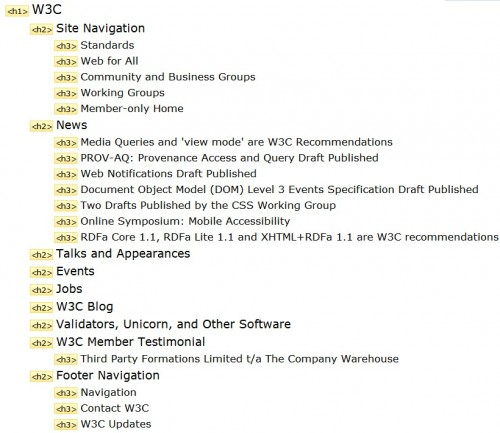 <h1> W3C
<h2> Site Navigation
<h3> Standards
<h3> Web for All
<h3> Community and Business Groups
<h3> Working Groups
<h3> Member-only Home
<h2> News
<h3> Media Queries and 'view mode' are W3C Recommendations
<h3> PROV-AQ: Provenance Access and Query Draft Published
<h3> Web Notifications Draft Published
<h3> Document Object Model (DOM) Level 3 Events Specification Draft Published
<h3> Two Drafts Published by the CSS Working Group
<h3> Online Symposium: Mobile Accessibility
<h3> RDFa Core 1.1, RDFa Lite 1.1 and XHTML+RDFa 1.1 are W3C recommendations
<h2> Talks and Appearances
<h2> Events
<h2> Jobs
<h2> W3C Blog
<h2> Validators, Unicorn, and Other Software
<h2> W3C Member Testimonial
<h3> Third Party Formations Limited t/a The Company Warehouse
<h2> Footer Navigation
<h3> Navigation
<h3> Contact W3C
<h3> W3C Updates